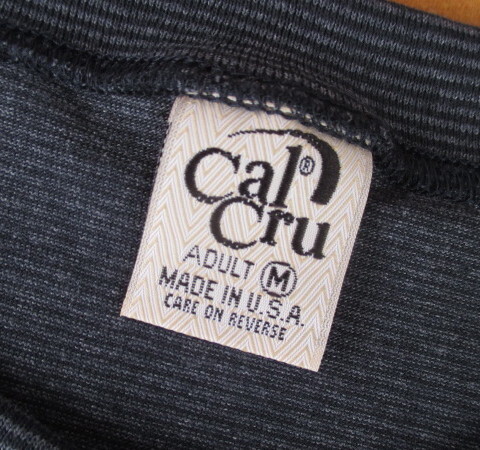 Cal®
Cru
ADULT M
MADE IN U.S.A.
CARE ON REVERSE